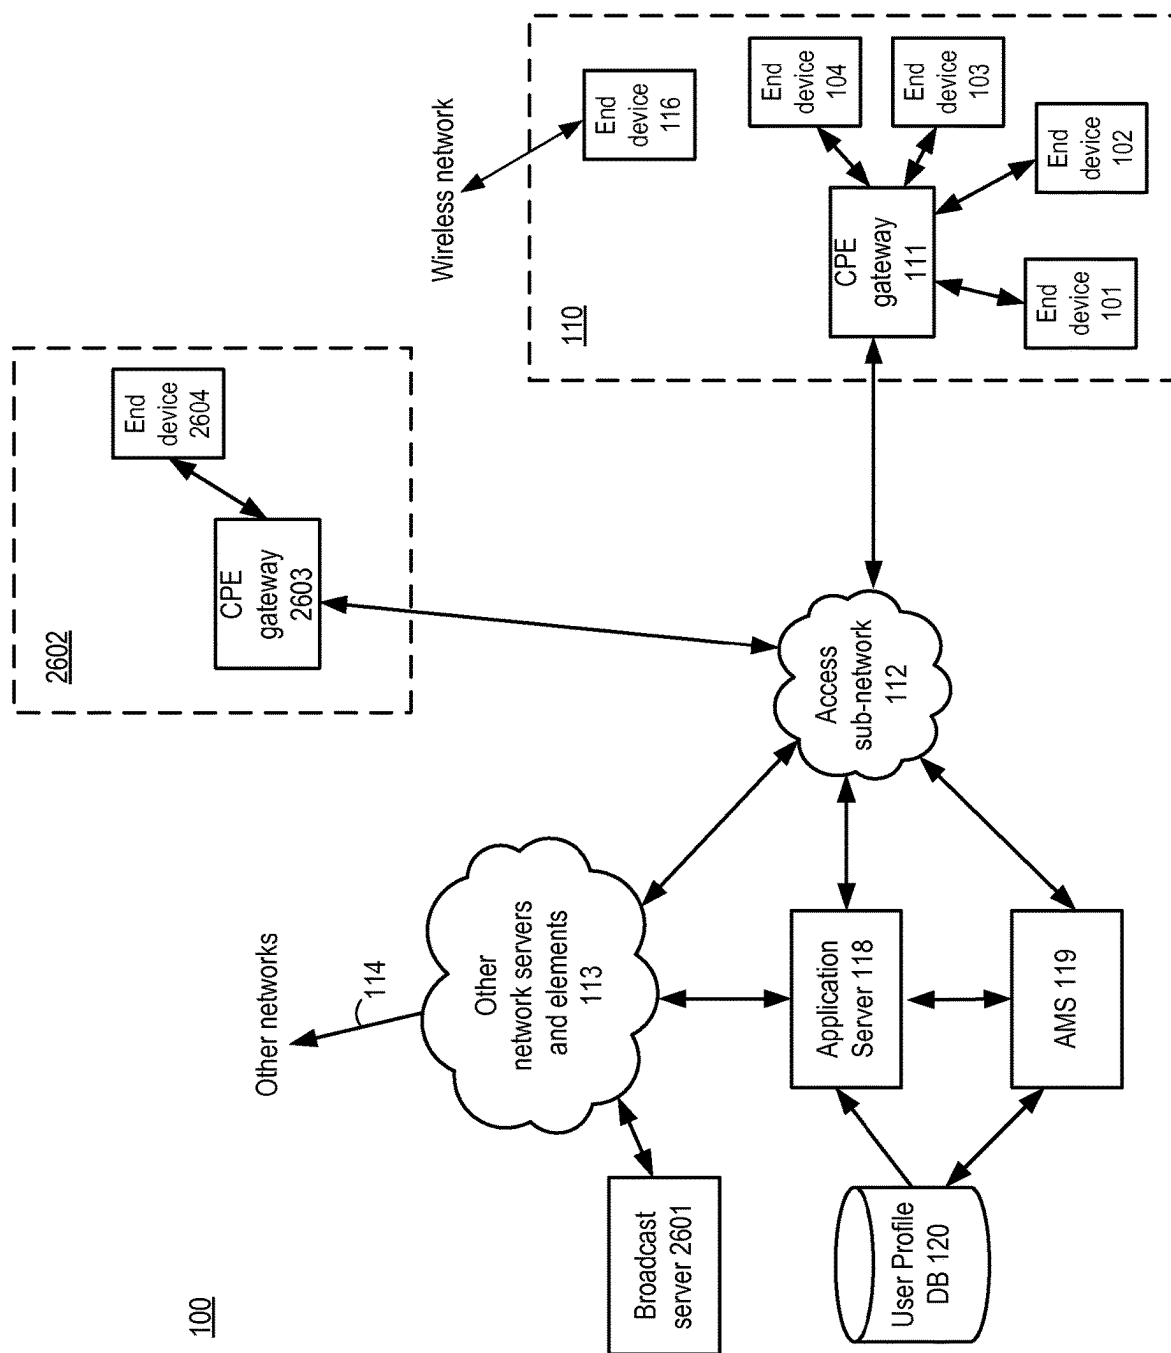 100
Other networks
114
2602
CPE
gateway
2603
End
device
2604
Wireless network
110
End
device
116
End
device
104
End
device
103
End
device
102
End
device
101
CPE
gateway
111
Access
sub-network
112
Other
network servers
and elements
113
Broadcast
server 2601
Application
Server 118
AMS 119
User Profile
DB 120